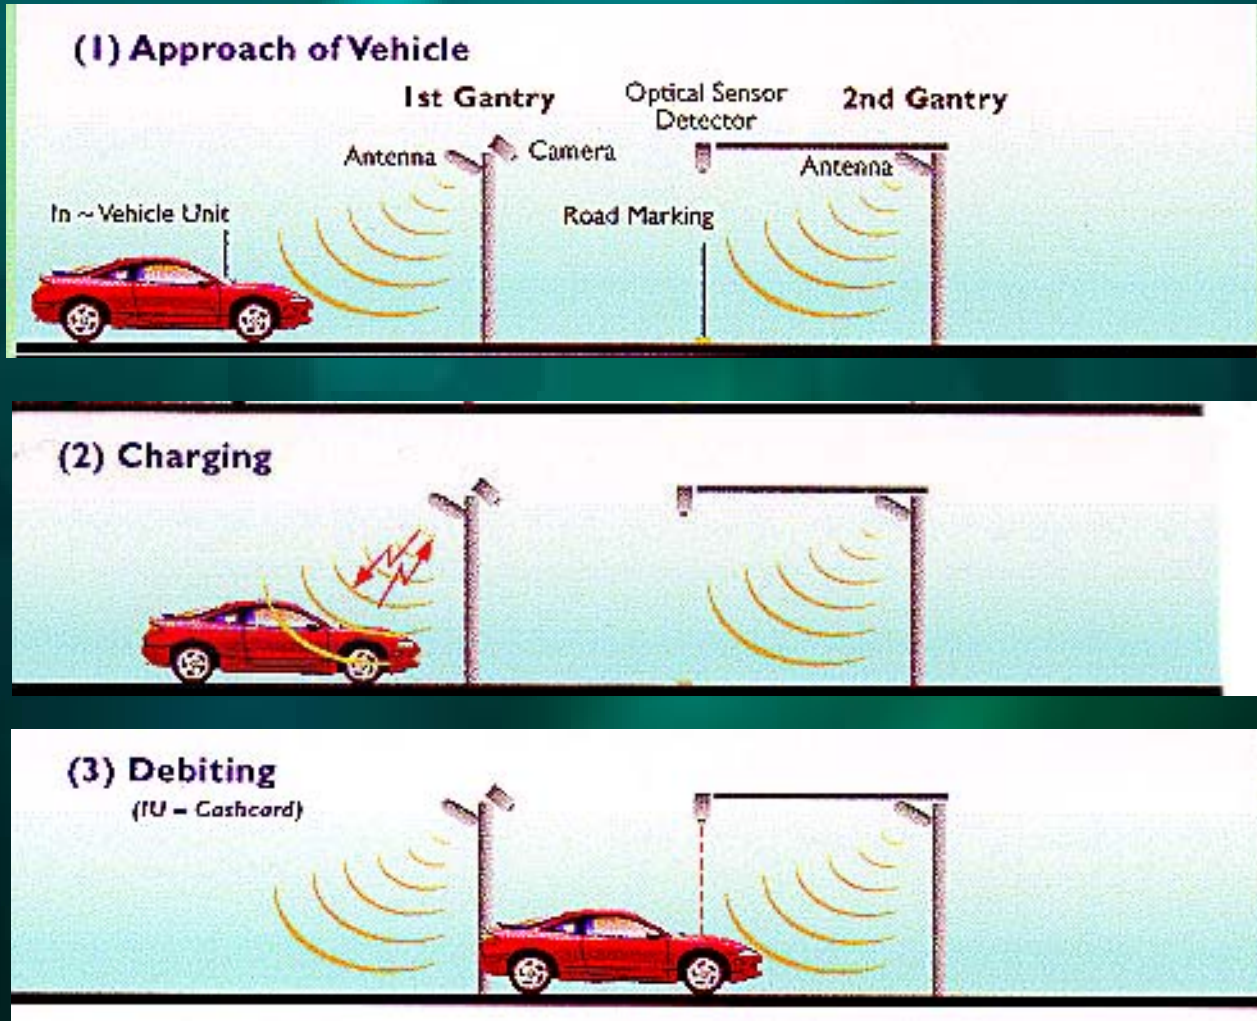 (1) Approach of Vehicle
1st Gantry
Optical Sensor
Detector
2nd Gantry
Antenna
Camera
Antenna
In ~ Vehicle Unit
Road Marking
(2) Charging
(3) Debiting
(IU – Cashcard)